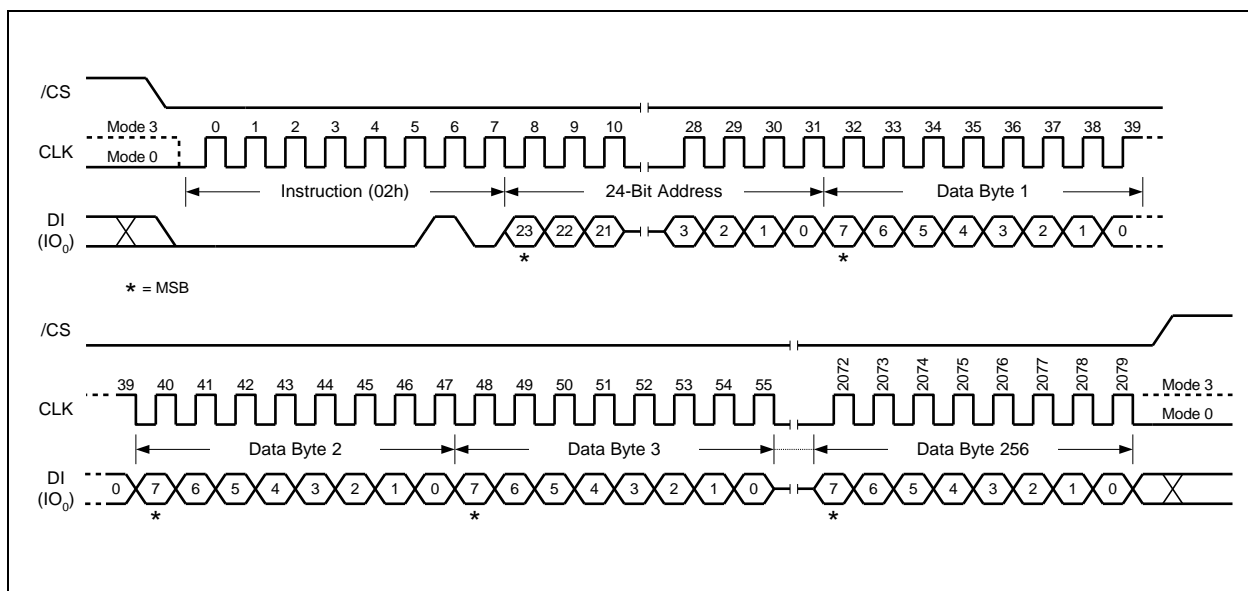 /CS
Mode 3 0 1 2 3 4 5 6 7 8 9 10 28 29 30 31 32 33 34 35 36 37 38 39
CLK Mode 0
Instruction (02h) 24-Bit Address Data Byte 1
DI
(IO0) 23 22 21 3 2 1 0 7 6 5 4 3 2 1 0
* *
* = MSB
/CS
39 40 41 42 43 44 45 46 47 48 49 50 51 52 53 54 55 2072 2073 2074 2075 2076 2077 2078 2079 Mode 3
CLK Mode 0
Data Byte 2 Data Byte 3 Data Byte 256
DI
(IO0) 0 7 6 5 4 3 2 1 0 7 6 5 4 3 2 1 0 7 6 5 4 3 2 1 0
* * *